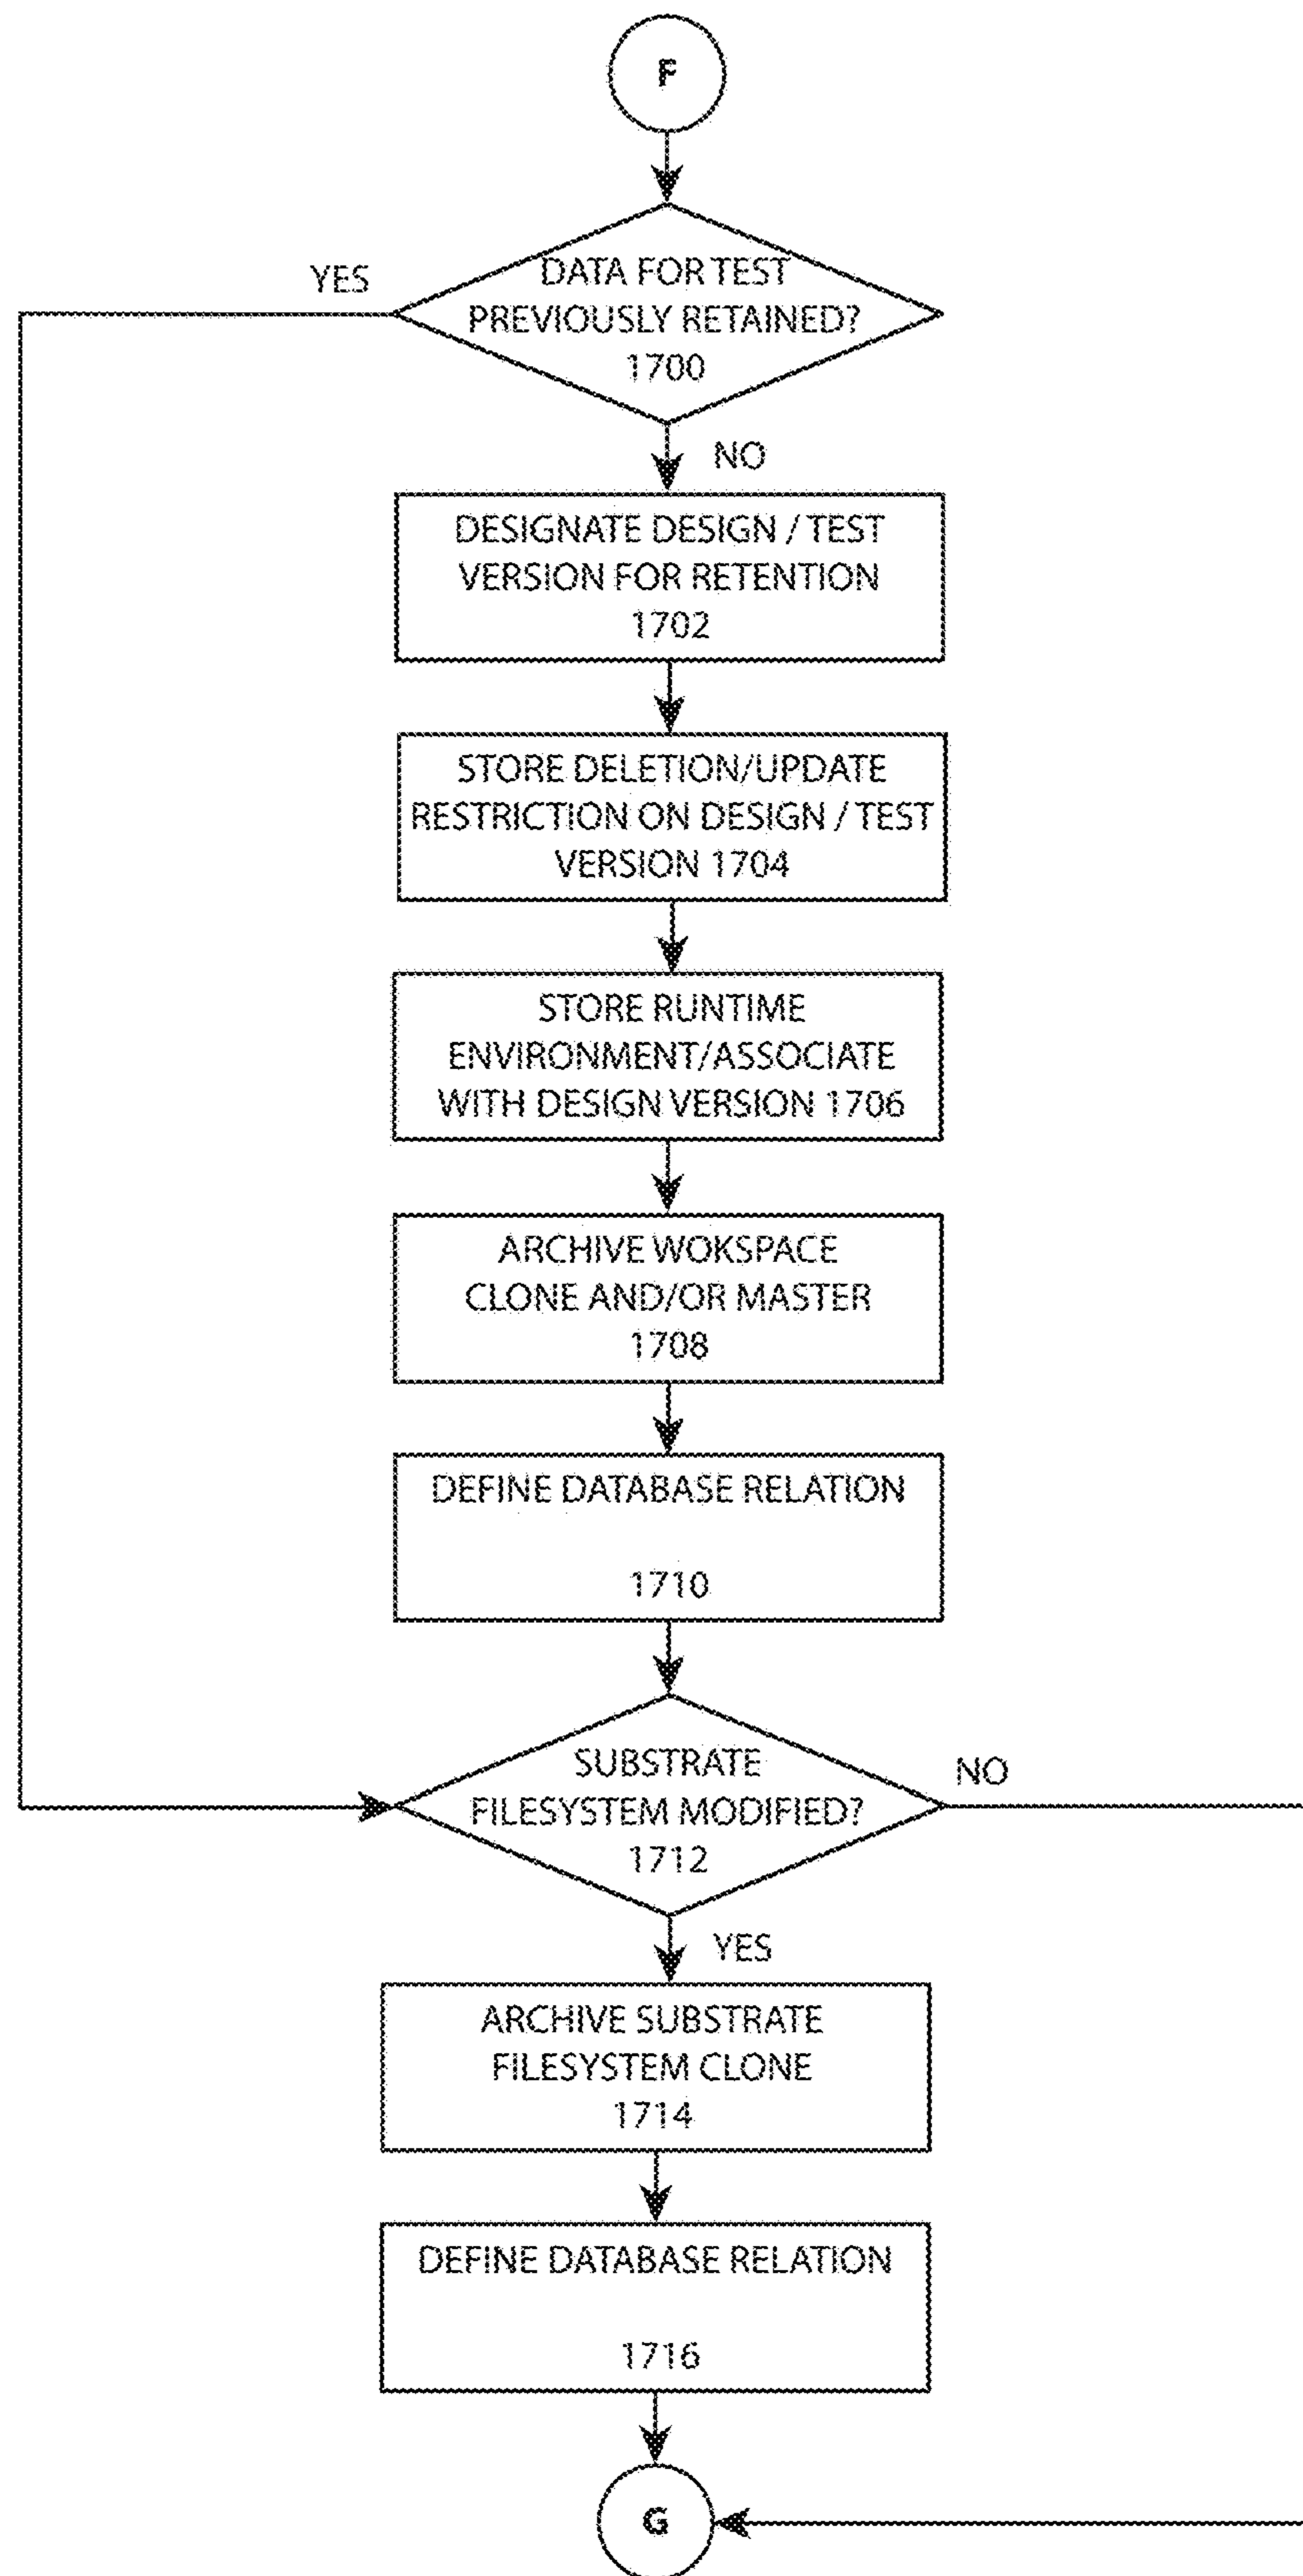 F
YES
DATA FOR TEST
PREVIOUSLY RETAINED?
1700
NO
DESIGNATE DESIGN / TEST
VERSION FOR RETENTION
1702
STORE DELETION/UPDATE
RESTRICTION ON DESIGN / TEST
VERSION 1704
STORE RUNTIME
ENVIRONMENT/ASSOCIATE
WITH DESIGN VERSION 1706
ARCHIVE WOKSPACE
CLONE AND/OR MASTER
1708
DEFINE DATABASE RELATION
1710
SUBSTRATE
FILESYSTEM MODIFIED?
1712
NO
YES
ARCHIVE SUBSTRATE
FILESYSTEM CLONE
1714
DEFINE DATABASE RELATION
1716
G